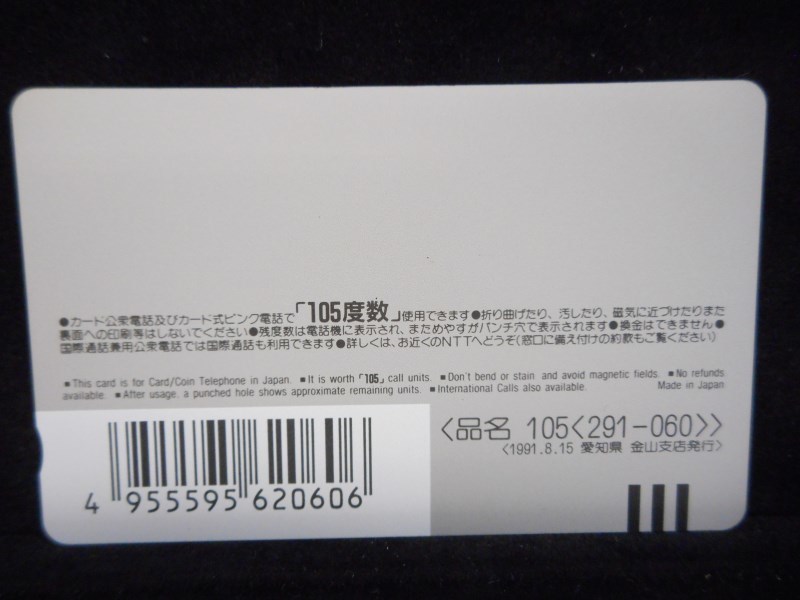 ●カード公衆電話及びカード式ピンク電話で「105度数」使用できます●折り曲げたり、汚したり、磁気に近づけたりまた
裏面への印刷等はしないでください●残度数は電話機に表示され、まためやすがパンチ穴で表示されます●換金はできません●
国際通話兼用公衆電話では国際通話も利用できます●詳しくは、お近くのNTTへどうぞ(窓口に備え付けの約款もご覧ください)
■This card is for Card/Coin Telephone in Japan. ■It is worth「105」call units. ■Don't bend or stain and avoid magnetic fields. ■No refunds
available. ■After usage, a punched hole shows approximate remaining units. ■International Calls also available. Made in Japan
<品名 105<291-060>>
<1991.8.15 愛知県 金山支店発行>
4 955595 620606